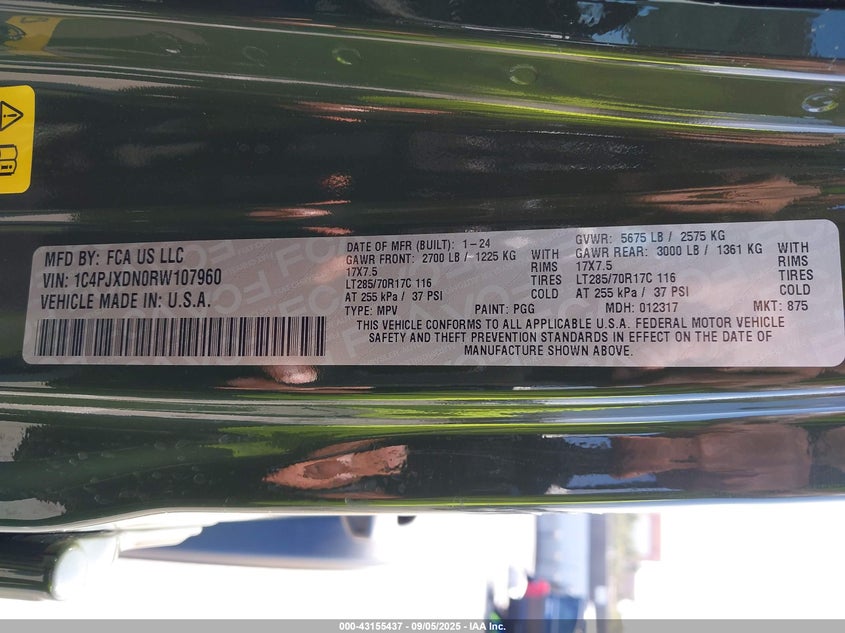 MFD BY: FCA US LLC
VIN: 1C4PJXDN0RW107960
VEHICLE MADE IN: U.S.A.
DATE OF MFR (BUILT): 1-24
GAWR FRONT: 2700 LB / 1225 KG WITH
17X7.5 RIMS
LT285/70R17C 116
AT 255 kPa / 37 PSI COLD
TYPE: MPV PAINT: PGG
GVWR: 5675 LB / 2575 KG
GAWR REAR: 3000 LB / 1361 KG WITH
17X7.5 RIMS
LT285/70R17C 116
AT 255 kPa / 37 PSI COLD
MDH: 012317 MKT: 875
THIS VEHICLE CONFORMS TO ALL APPLICABLE U.S.A. FEDERAL MOTOR VEHICLE
SAFETY AND THEFT PREVENTION STANDARDS IN EFFECT ON THE DATE OF
MANUFACTURE SHOWN ABOVE.
000-43155437 - 09/05/2025 - IAA Inc.